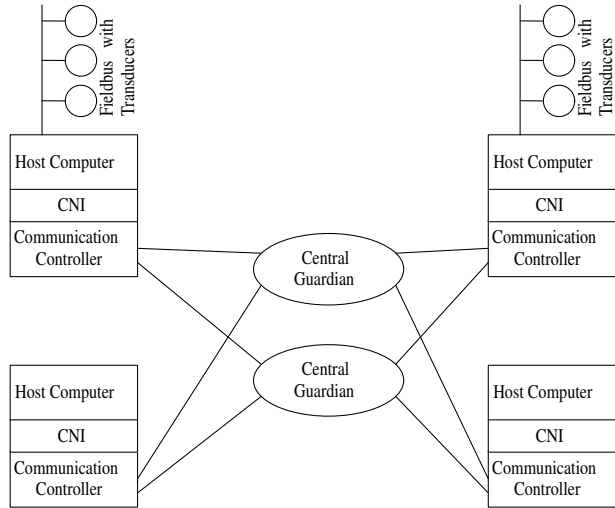 Fieldbus with
Transducers
Fieldbus with
Transducers
Host Computer
CNI
Communication
Controller
Host Computer
CNI
Communication
Controller
Central
Guardian
Central
Guardian
Host Computer
CNI
Communication
Controller
Host Computer
CNI
Communication
Controller